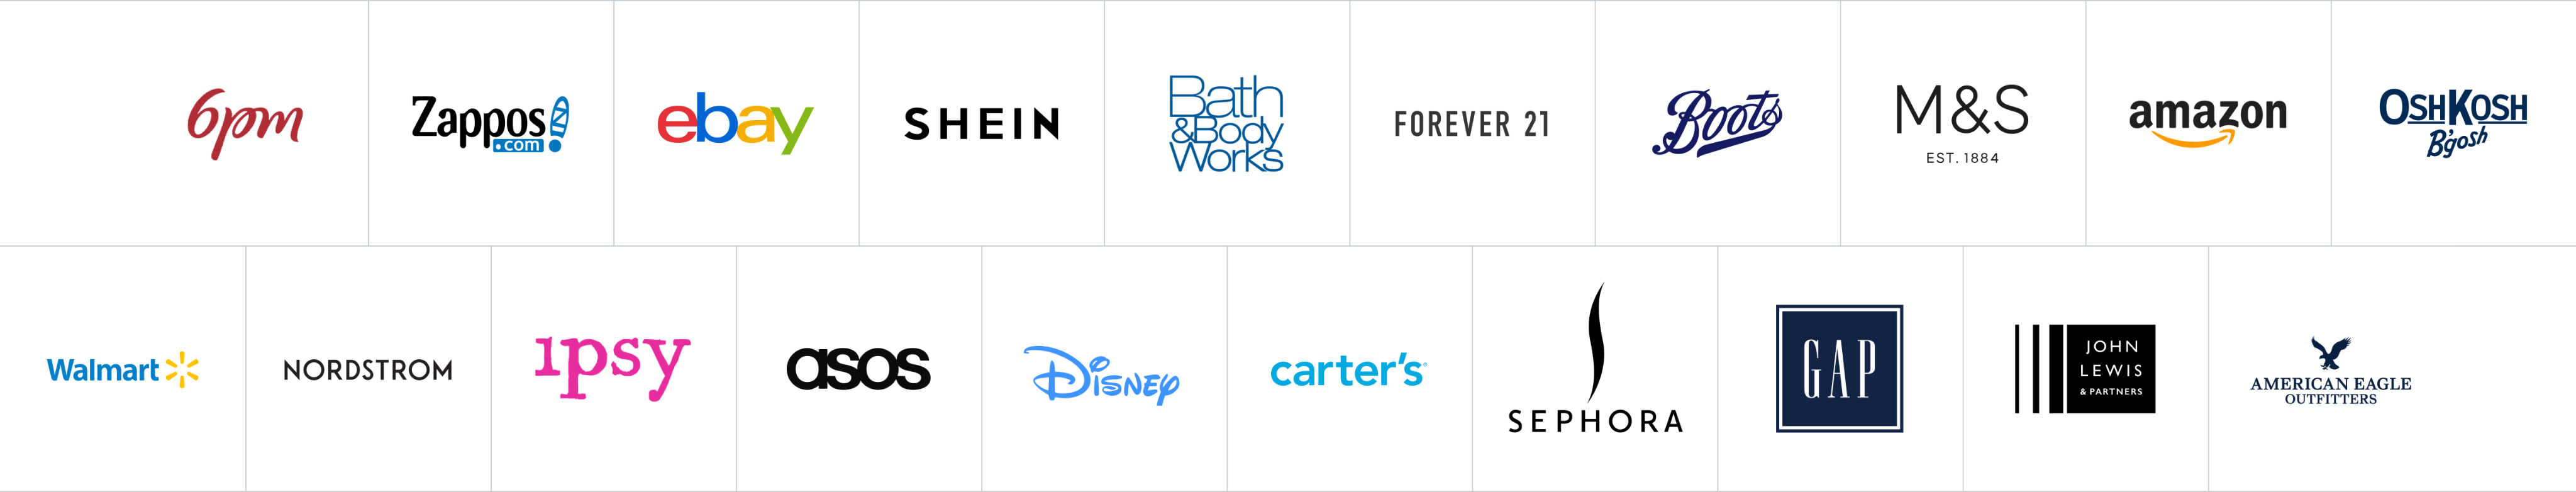 6pm
Zappos
.com
ebay
SHEIN
Bath
&Body
Works
FOREVER 21
Boots
M&S
EST. 1884
amazon
OSHKOSH
B'gosh
Walmart
NORDSTROM
ipsy
asos
Disney
carter's
SEPHORA
GAP
JOHN
LEWIS
& PARTNERS
AMERICAN EAGLE
OUTFITTERS